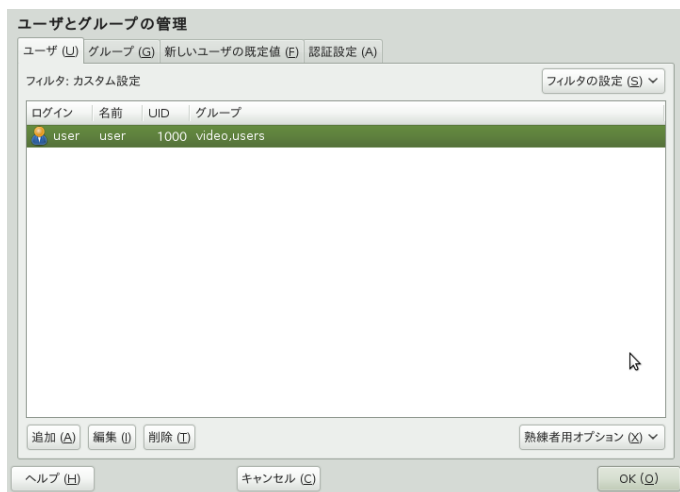 ユーザとグループの管理
ユーザ (U) グループ (G) 新しいユーザの既定値 (F) 認証設定 (A)
フィルタ: カスタム設定 フィルタの設定 (S)
ログイン 名前 UID グループ
user user 1000 video,users
追加 (A) 編集 (I) 削除 (T) 熟練者用オプション (X)
ヘルプ (H) キャンセル (C) OK (O)